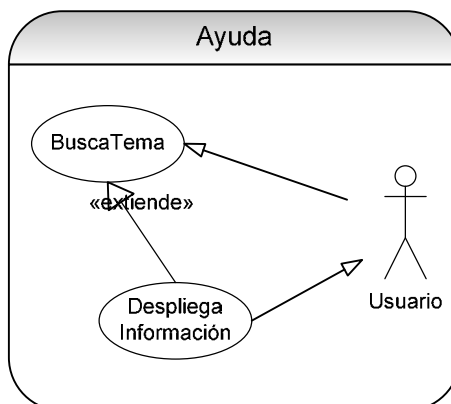 Ayuda
BuscaTema
«extiende»
Despliega
Información
Usuario